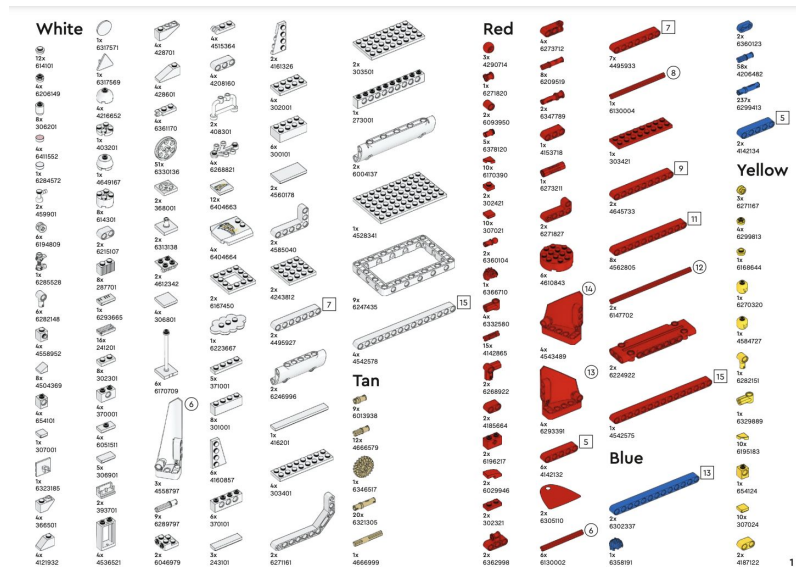 White
12x
614101
4x
6206149
8x
306201
4x
6411552
1x
6284572
2x
459901
6x
6194809
1x
6285528
6x
6282148
4x
4558952
8x
4504369
4x
654101
1x
307001
1x
6323185
4x
366501
4x
4121932
1x
6317571
1x
6317569
4x
4216652
1x
403201
1x
4649167
8x
614301
2x
6215107
8x
287701
1x
6293665
16x
241201
8x
302301
4x
370001
4x
6051511
5x
306901
2x
393701
4x
4536521
4x
428701
4x
428601
4x
6361170
51x
6330136
2x
368001
2x
6313138
2x
4612342
4x
306801
6x
6170709
6
3x
4558797
9x
6289797
2x
6046979
4x
4515364
4x
4208160
2x
408301
4x
6268821
12x
6404663
4x
6404664
2x
6167450
1x
6223667
5x
371001
8x
301001
6x
4160857
6x
370101
3x
243101
2x
4161326
4x
302001
6x
300101
2x
4560178
2x
4585040
4x
4243812
7
2x
4495927
2x
6246996
1x
416201
4x
303401
2x
6271161
2x
303501
1x
273001
2x
6004137
1x
4528341
9x
6247435
15
4x
4542578
Tan
9x
6013938
12x
4666579
1x
6346517
20x
6321305
1x
4666999
Red
3x
4290714
1x
6271820
2x
6093950
5x
6378120
10x
6170390
2x
302421
10x
307021
2x
6360104
1x
6366710
4x
6332580
15x
4142865
2x
6268922
2x
4185664
2x
6196217
2x
6029946
2x
302321
2x
6362998
4x
6273712
8x
6209519
2x
6347789
1x
4153718
1x
6273211
2x
6271827
6x
4610843
14
4x
4543489
13
4x
6293391
5
6x
4142132
2x
6305110
6
6x
6130002
7
7x
4495933
8
1x
6130004
1x
303421
9
2x
4645733
11
8x
4562805
12
2x
6147702
2x
6224922
15
1x
4542575
Blue
13
2x
6302337
1x
6358191
2x
6360123
58x
4206482
237x
6299413
5
2x
4142134
Yellow
3x
6271167
4x
6299813
1x
6168644
1x
6270320
1x
4584727
1x
6282151
1x
6329889
10x
6195183
1x
654124
10x
307024
2x
4187122
1